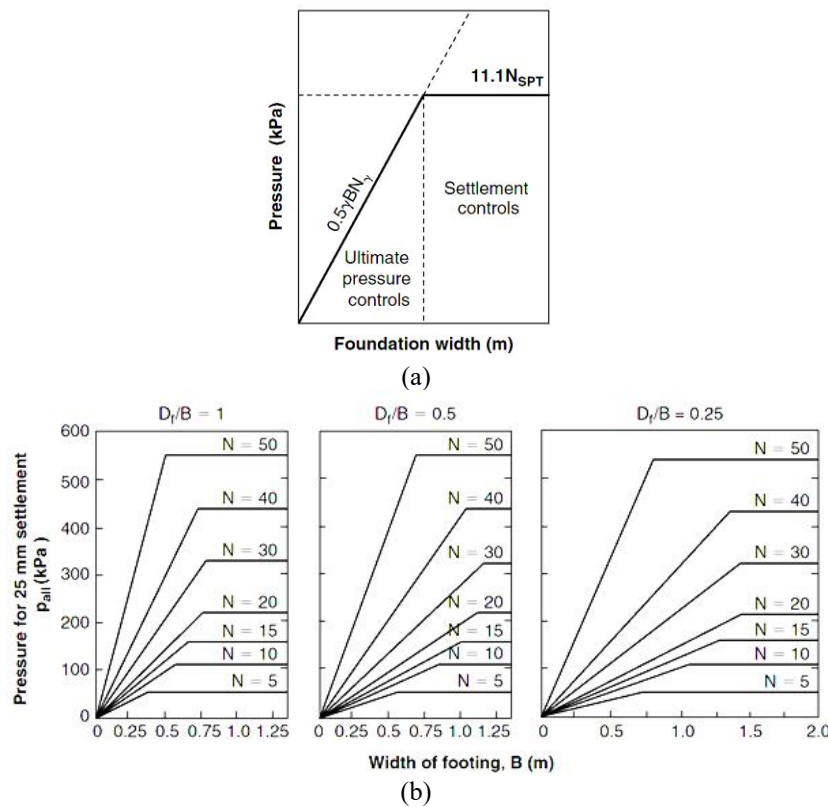 Pressure (kPa)
11.1N_SPT
0.5γBN_γ
Settlement
controls
Ultimate
pressure
controls
Foundation width (m)
(a)
D_f/B = 1
D_f/B = 0.5
D_f/B = 0.25
Pressure for 25 mm settlement
p_all (kPa)
600
500
400
300
200
100
0
N = 50
N = 40
N = 30
N = 20
N = 15
N = 10
N = 5
0 0.25 0.5 0.75 1.0 1.25
N = 50
N = 40
N = 30
N = 20
N = 15
N = 10
N = 5
0 0.25 0.5 0.75 1.0 1.25
N = 50
N = 40
N = 30
N = 20
N = 15
N = 10
N = 5
0 0.5 1.0 1.5 2.0
Width of footing, B (m)
(b)